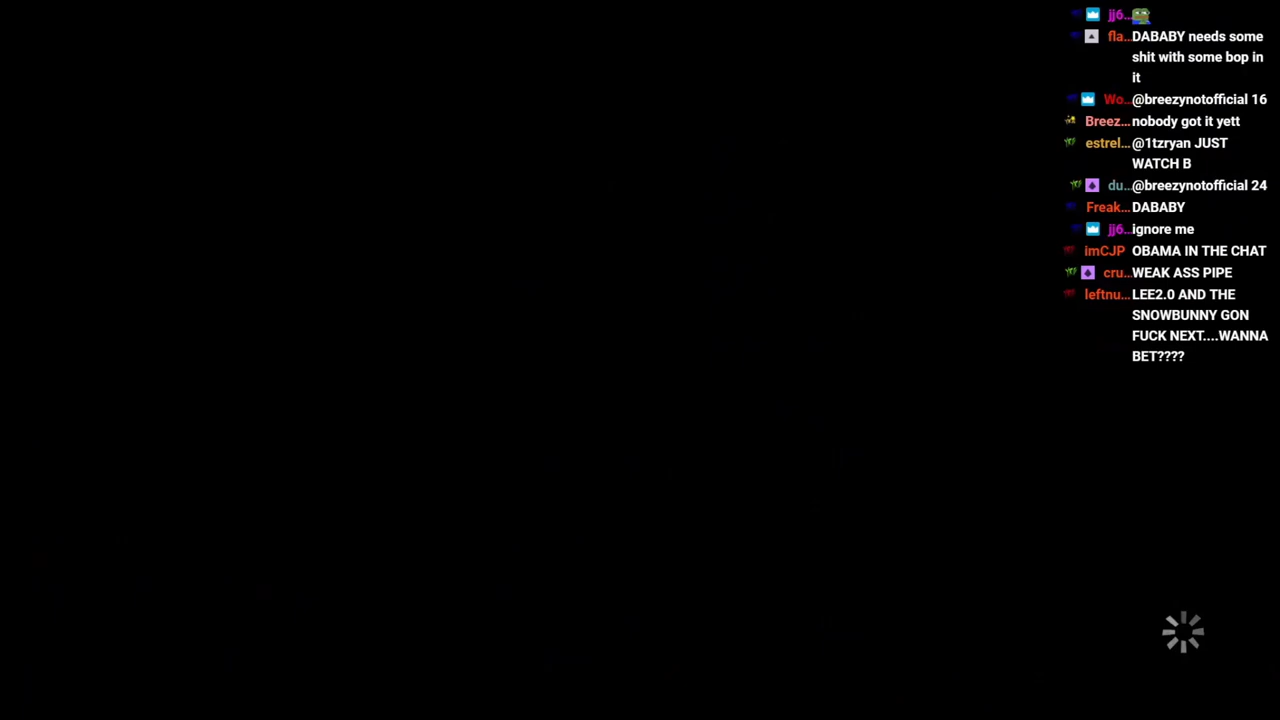 jj6...
fla...DABABY needs some
shit with some bop in
it
Wo...@breezynotofficial 16
Breez...nobody got it yett
estrel...@1tzryan JUST
WATCH B
du...@breezynotofficial 24
Freak...DABABY
jj6...ignore me
imCJP OBAMA IN THE CHAT
cru...WEAK ASS PIPE
leftnu...LEE2.0 AND THE
SNOWBUNNY GON
FUCK NEXT....WANNA
BET????